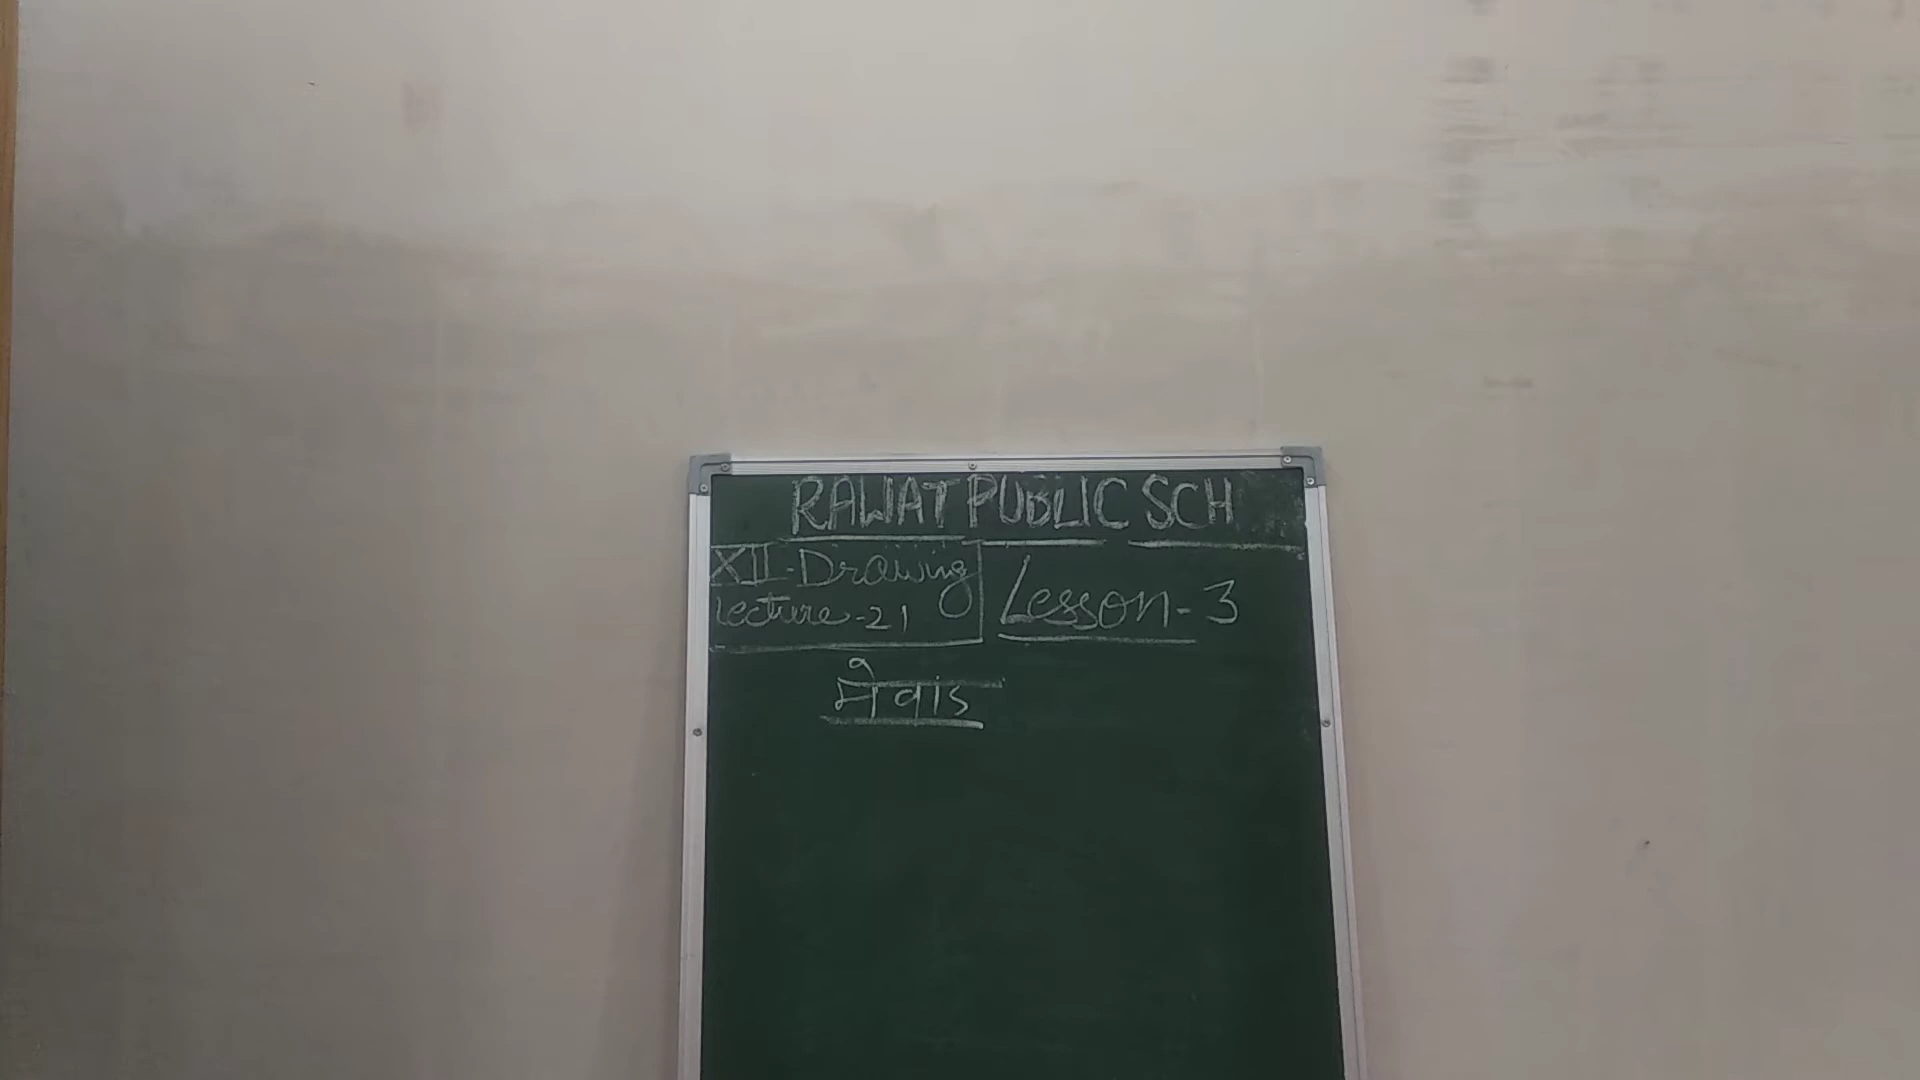 RAWAT PUBLIC SCH
XII-Drawing
Lecture-21
Lesson-3
मेवाड